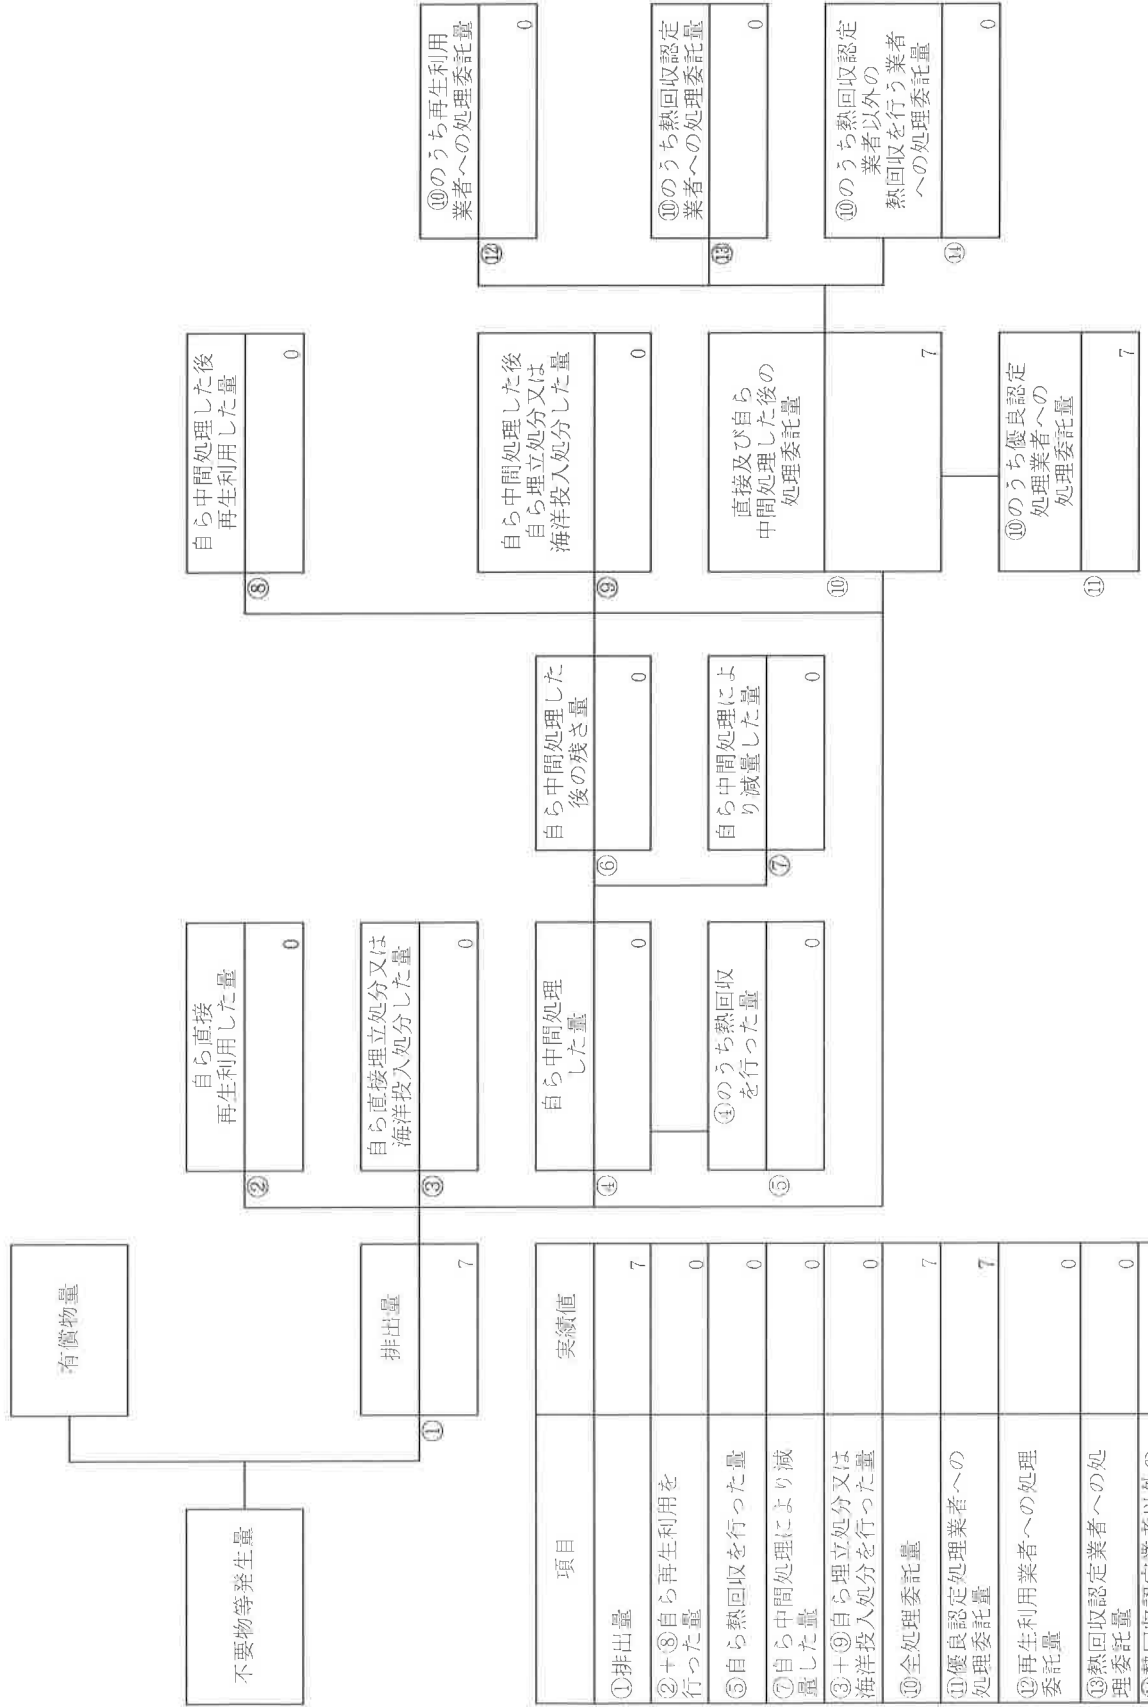 不要物等発生量
有償物量
排出量
①
7
自ら直接
再生利用した量
②
0
自ら直接埋立処分又は
海洋投入処分した量
③
0
自ら中間処理
した量
④
0
④のうち熱回収
を行った量
⑤
0
自ら中間処理した
後の残さ量
⑥
0
自ら中間処理によ
り減量した量
⑦
0
自ら中間処理した後
再生利用した量
⑧
0
自ら中間処理した後
自ら埋立処分又は
海洋投入処分した量
⑨
0
直接及び自ら
中間処理した後の
処理委託量
⑩
7
⑩のうち優良認定
処理業者への
処理委託量
⑪
7
⑩のうち再生利用
業者への処理委託量
⑫
0
⑩のうち熱回収認定
業者への処理委託量
⑬
0
⑩のうち熱回収認定
業者以外の
熱回収を行う業者
への処理委託量
⑭
0
項目 実績値
①排出量 7
②+⑧自ら再生利用を
行った量 0
⑤自ら熱回収を行った量 0
⑦自ら中間処理により減
量した量 0
③+⑨自ら埋立処分又は
海洋投入処分を行った量 0
⑩全処理委託量 7
⑪優良認定処理業者への
処理委託量 7
⑫再生利用業者への処理
委託量 0
⑬熱回収認定業者への処
理委託量 0